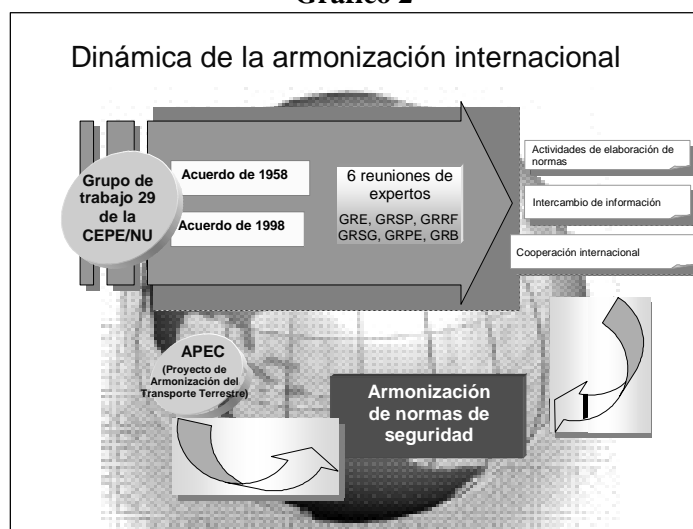 Gráfico 2
Dinámica de la armonización internacional
Grupo de
trabajo 29
de la
CEPE/NU
Acuerdo de 1958
Acuerdo de 1998
6 reuniones de
expertos
GRE, GRSP, GRRF
GRSG, GRPE, GRB
Actividades de elaboración de
normas
Intercambio de información
Cooperación internacional
APEC
(Proyecto de
Armonización del
Transporte Terrestre)
Armonización
de normas de
seguridad